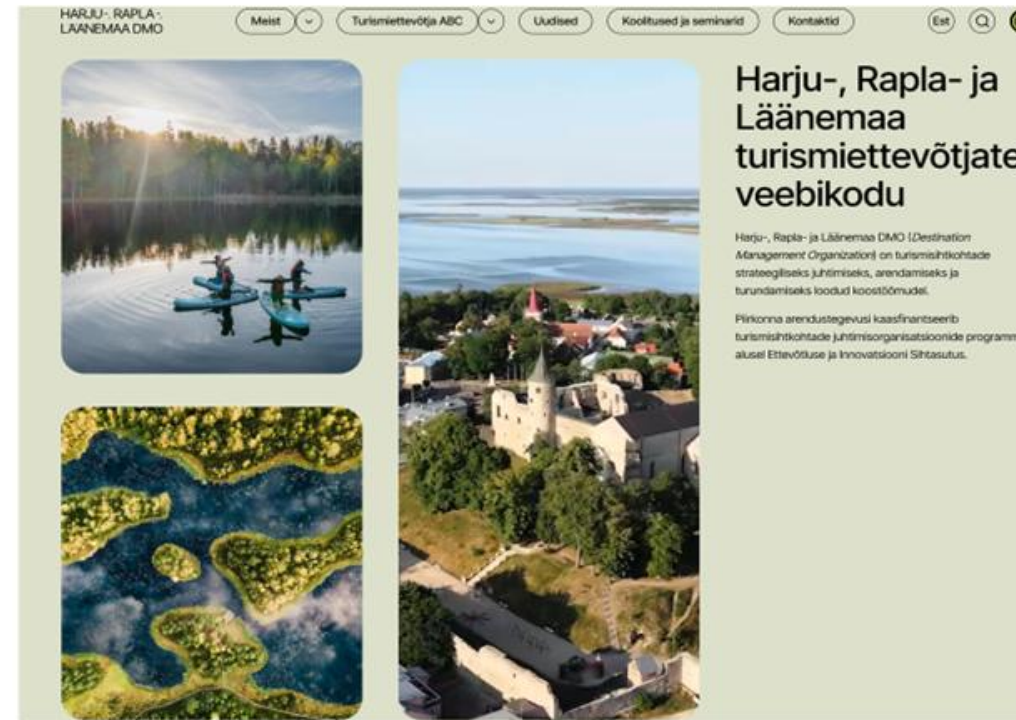 HARJU-, RAPLA-,
LÄÄNEMAA DMO
Meist
Turismiettevõtja ABC
Uudised
Koolitused ja seminarid
Kontaktid
Est
Harju-, Rapla- ja
Läänemaa
turismiettevõtjate
veebikodu
Harju-, Rapla- ja Läänemaa DMO (Destination
Management Organization) on turismisihtkohtade
strateegiliseks juhtimiseks, arendamiseks ja
turundamiseks loodud koostöömudel.
Piirkonna arendustegevusi kaasfinantseerib
turismisihtkohtade juhtimisorganisatsioonide programm
alusel Ettevõtluse ja Innovatsiooni Sihtasutus.